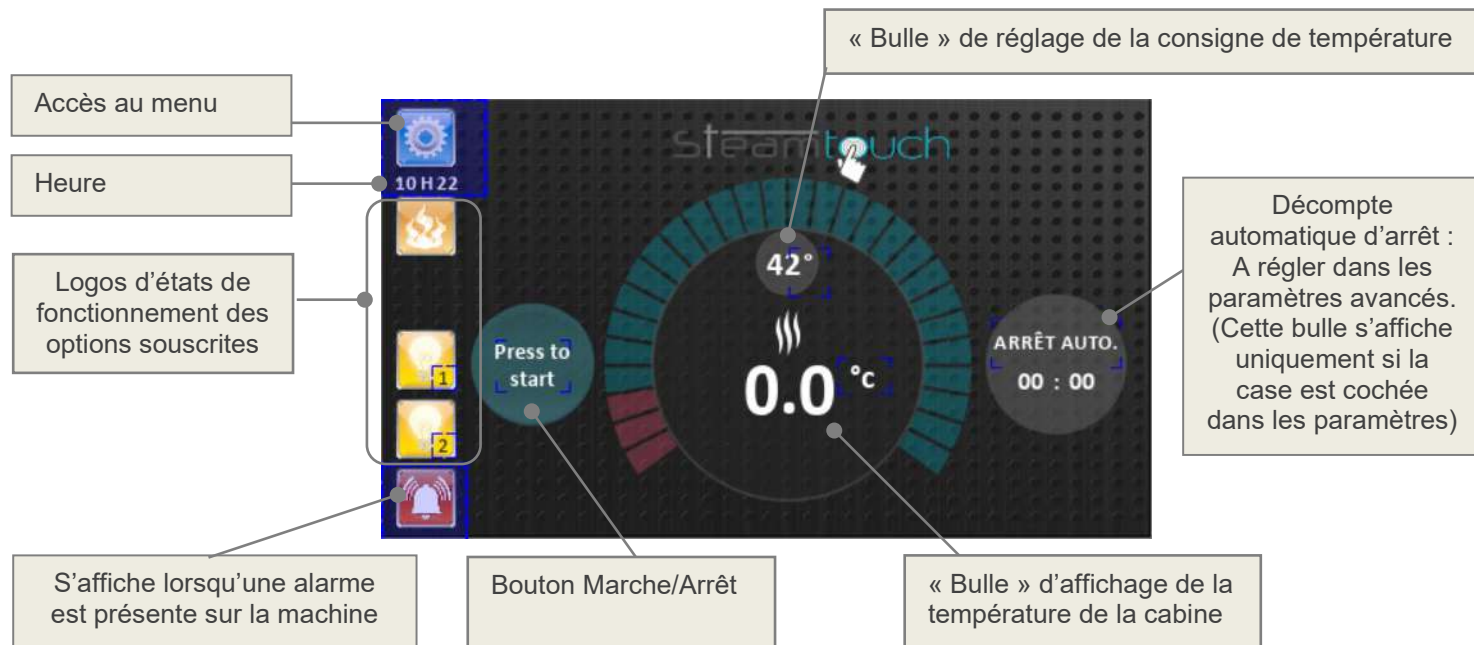 « Bulle » de réglage de la consigne de température
Accès au menu
Heure
Logos d’états de
fonctionnement des
options souscrites
steamtouch
10 H 22
42°
Press to
start
0.0 °c
1
2
ARRÊT AUTO.
00 : 00
Décompte
automatique d’arrêt :
A régler dans les
paramètres avancés.
(Cette bulle s’affiche
uniquement si la
case est cochée
dans les paramètres)
S’affiche lorsqu’une alarme
est présente sur la machine
Bouton Marche/Arrêt
« Bulle » d’affichage de la
température de la cabine